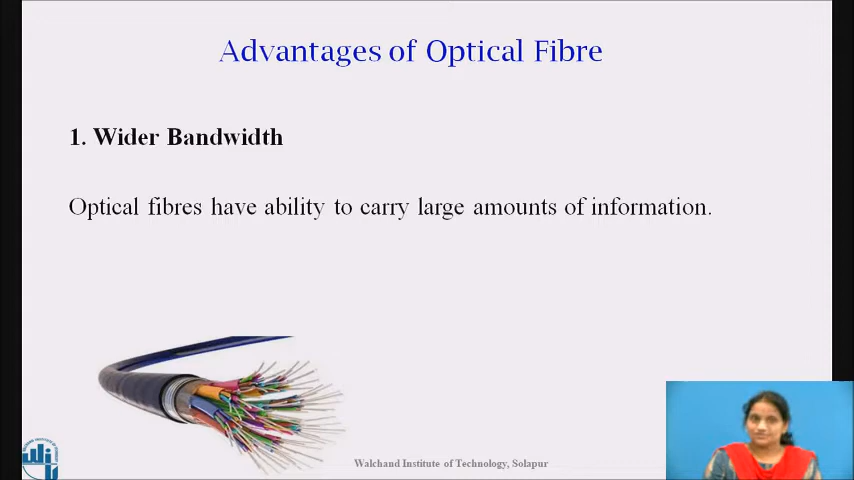 Advantages of Optical Fibre
1. Wider Bandwidth
Optical fibres have ability to carry large amounts of information.
Walchand Institute of Technology, Solapur